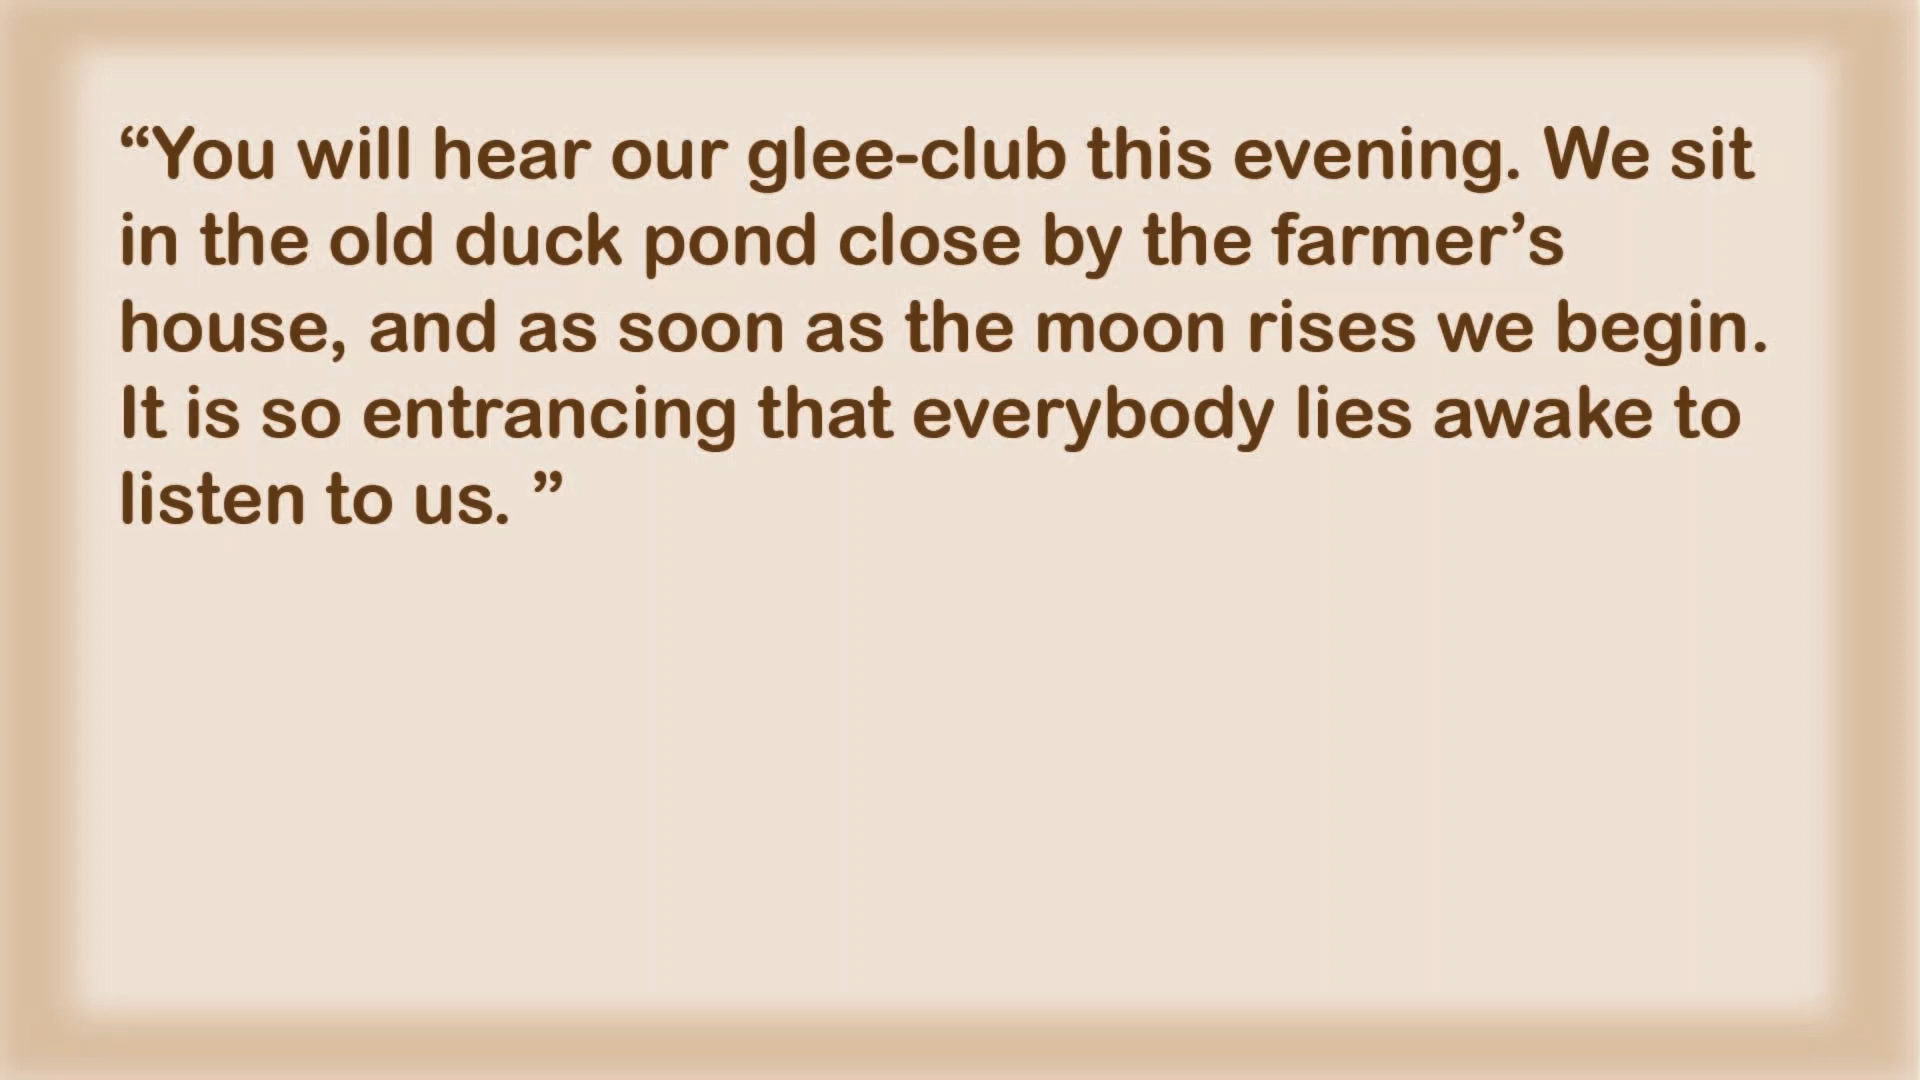 “You will hear our glee-club this evening. We sit
in the old duck pond close by the farmer’s
house, and as soon as the moon rises we begin.
It is so entrancing that everybody lies awake to
listen to us. ”